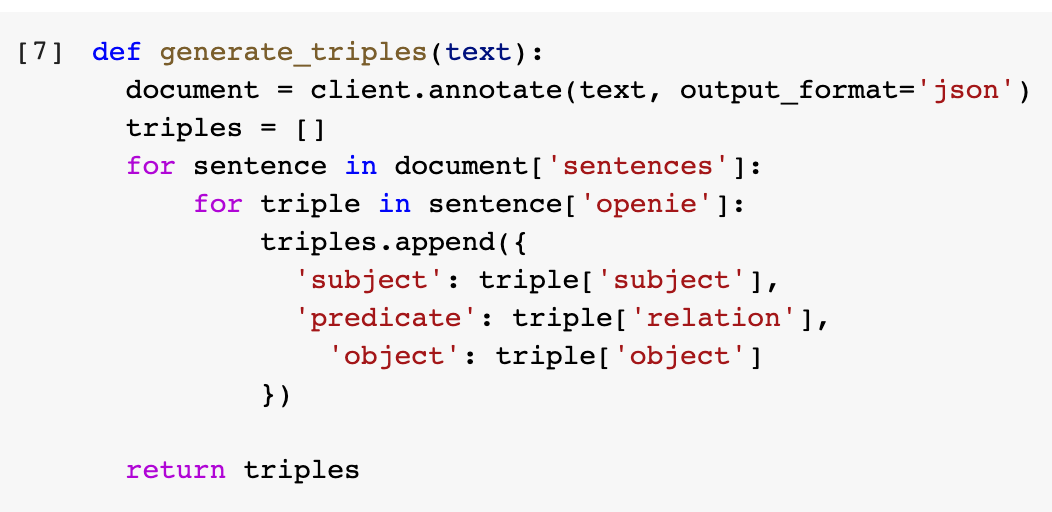 [7] def generate_triples(text):
  document = client.annotate(text, output_format='json')
  triples = []
  for sentence in document['sentences']:
      for triple in sentence['openie']:
          triples.append({
            'subject': triple['subject'],
            'predicate': triple['relation'],
              'object': triple['object']
          })
  return triples